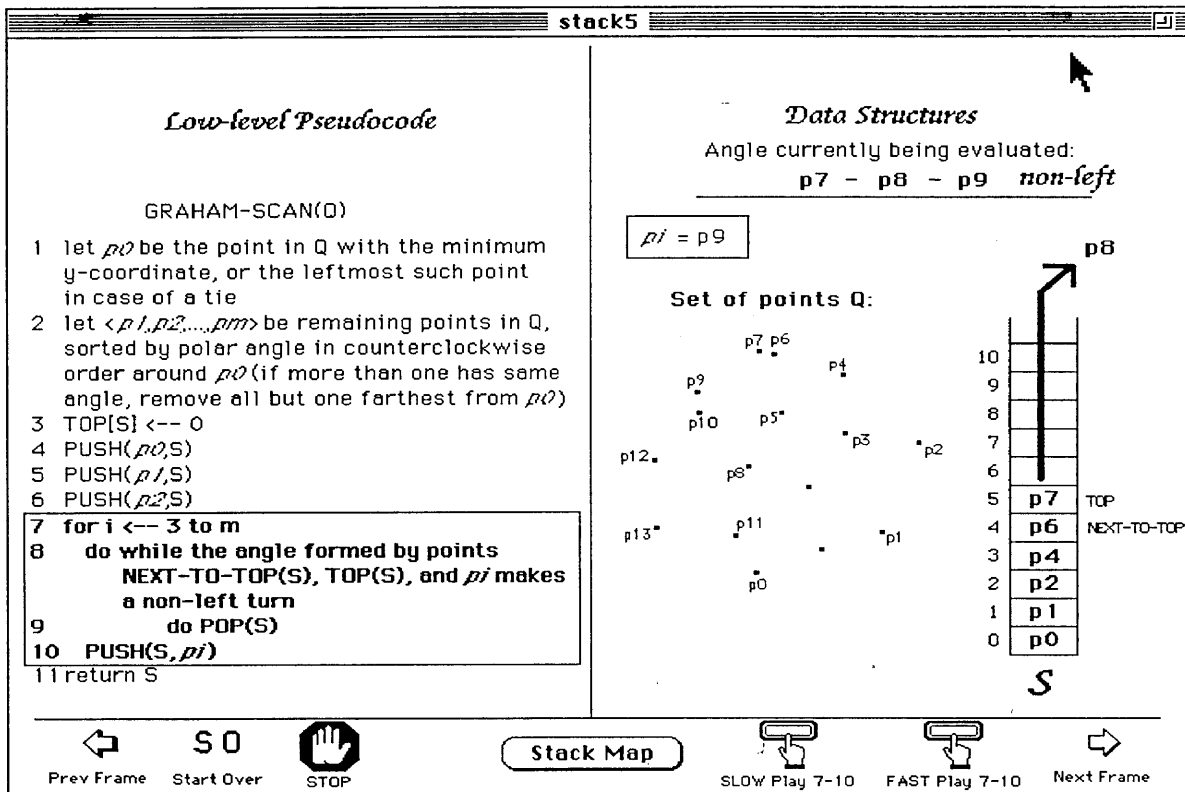 stack5
Low-level Pseudocode
GRAHAM-SCAN(Q)
1 let p0 be the point in Q with the minimum
y-coordinate, or the leftmost such point
in case of a tie
2 let <p1,p2,...,pm> be remaining points in Q,
sorted by polar angle in counterclockwise
order around p0 (if more than one has same
angle, remove all but one farthest from p0)
3 TOP[S] <-- 0
4 PUSH(p0,S)
5 PUSH(p1,S)
6 PUSH(p2,S)
7 for i <-- 3 to m
8 do while the angle formed by points
NEXT-TO-TOP(S), TOP(S), and pi makes
a non-left turn
9 do POP(S)
10 PUSH(S,pi)
11 return S
Data Structures
Angle currently being evaluated:
p7 - p8 - p9 non-left
pi = p9
p8
Set of points Q:
p7 p6
p4
p9
p10
p5
p3
p2
p12
p8
p13
p11
p1
p0
10
9
8
7
6
5 p7 TOP
4 p6 NEXT-TO-TOP
3 p4
2 p2
1 p1
0 p0
S
Prev Frame
S O
Start Over
STOP
Stack Map
SLOW Play 7-10
FAST Play 7-10
Next Frame